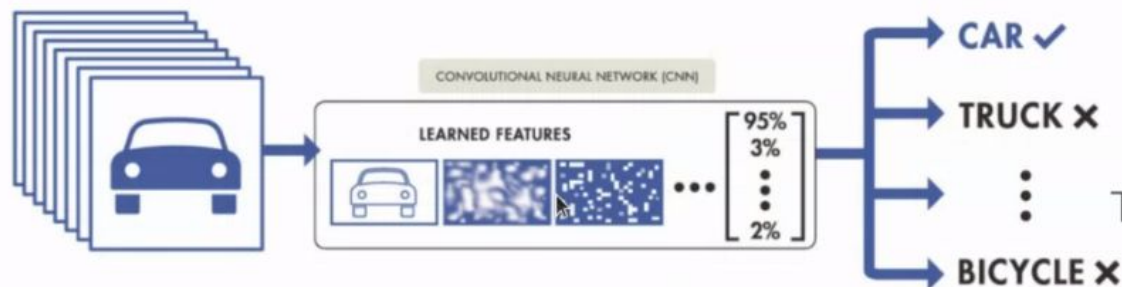 CONVOLUTIONAL NEURAL NETWORK (CNN)
LEARNED FEATURES
95%
3%
2%
CAR
TRUCK
BICYCLE
T